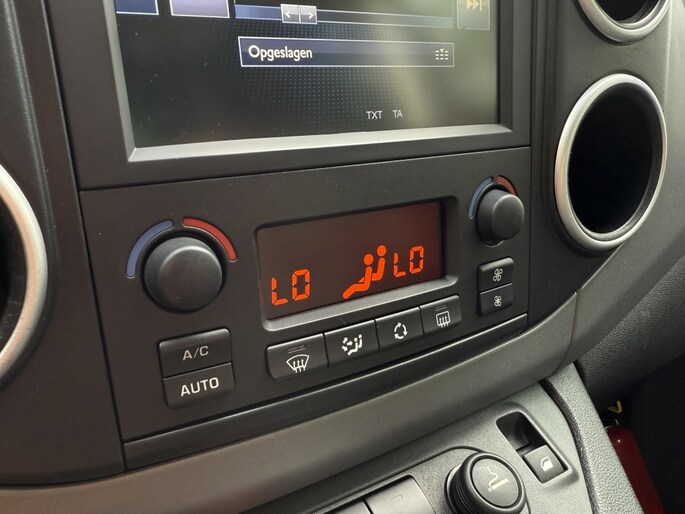 Opgeslagen
TXT TA
LO LO
A/C
AUTO